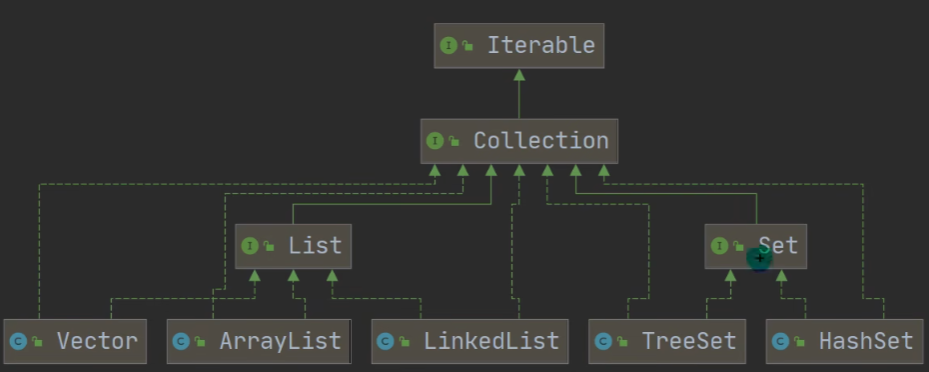 Iterable
Collection
List
Set
Vector
ArrayList
LinkedList
TreeSet
HashSet